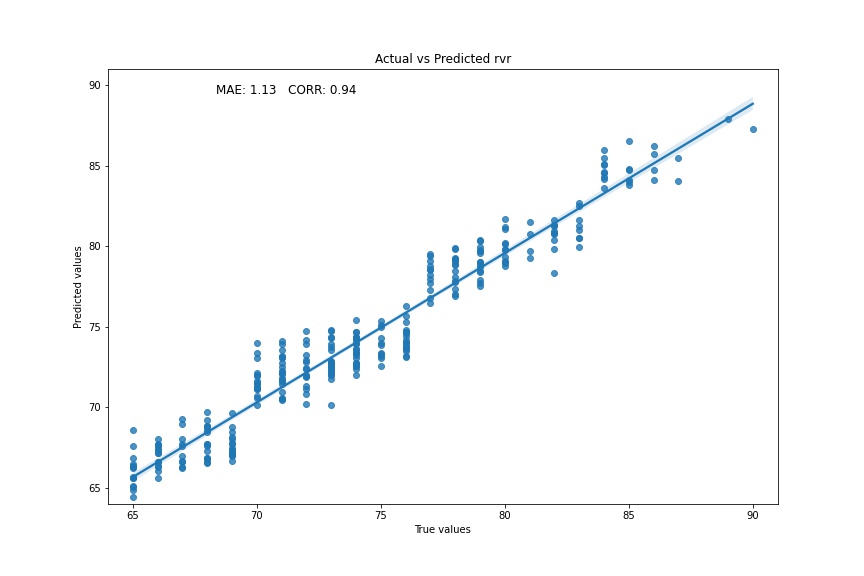 Actual vs Predicted rvr
MAE: 1.13   CORR: 0.94
90
85
80
75
70
65
Predicted values
65 70 75 80 85 90
True values